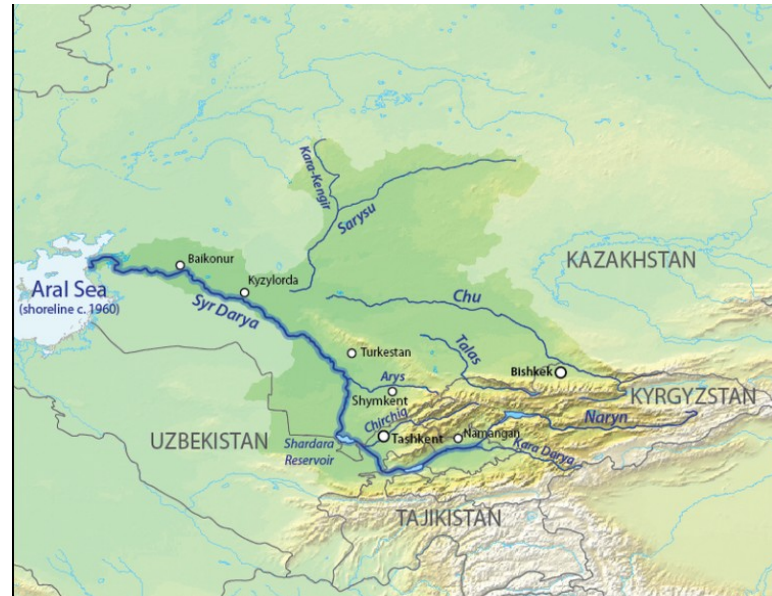 Kara-Kengir
Sarysu
Baikonur
KAZAKHSTAN
Aral Sea
(shoreline c. 1960)
Kyzylorda
Syr Darya
Chu
Talas
Turkestan
Bishkek
Arys
Shymkent
KYRGYZSTAN
Chirchiq
Naryn
UZBEKISTAN
Shardara
Reservoir
Tashkent
Namangan
Kara Darya
TAJIKISTAN